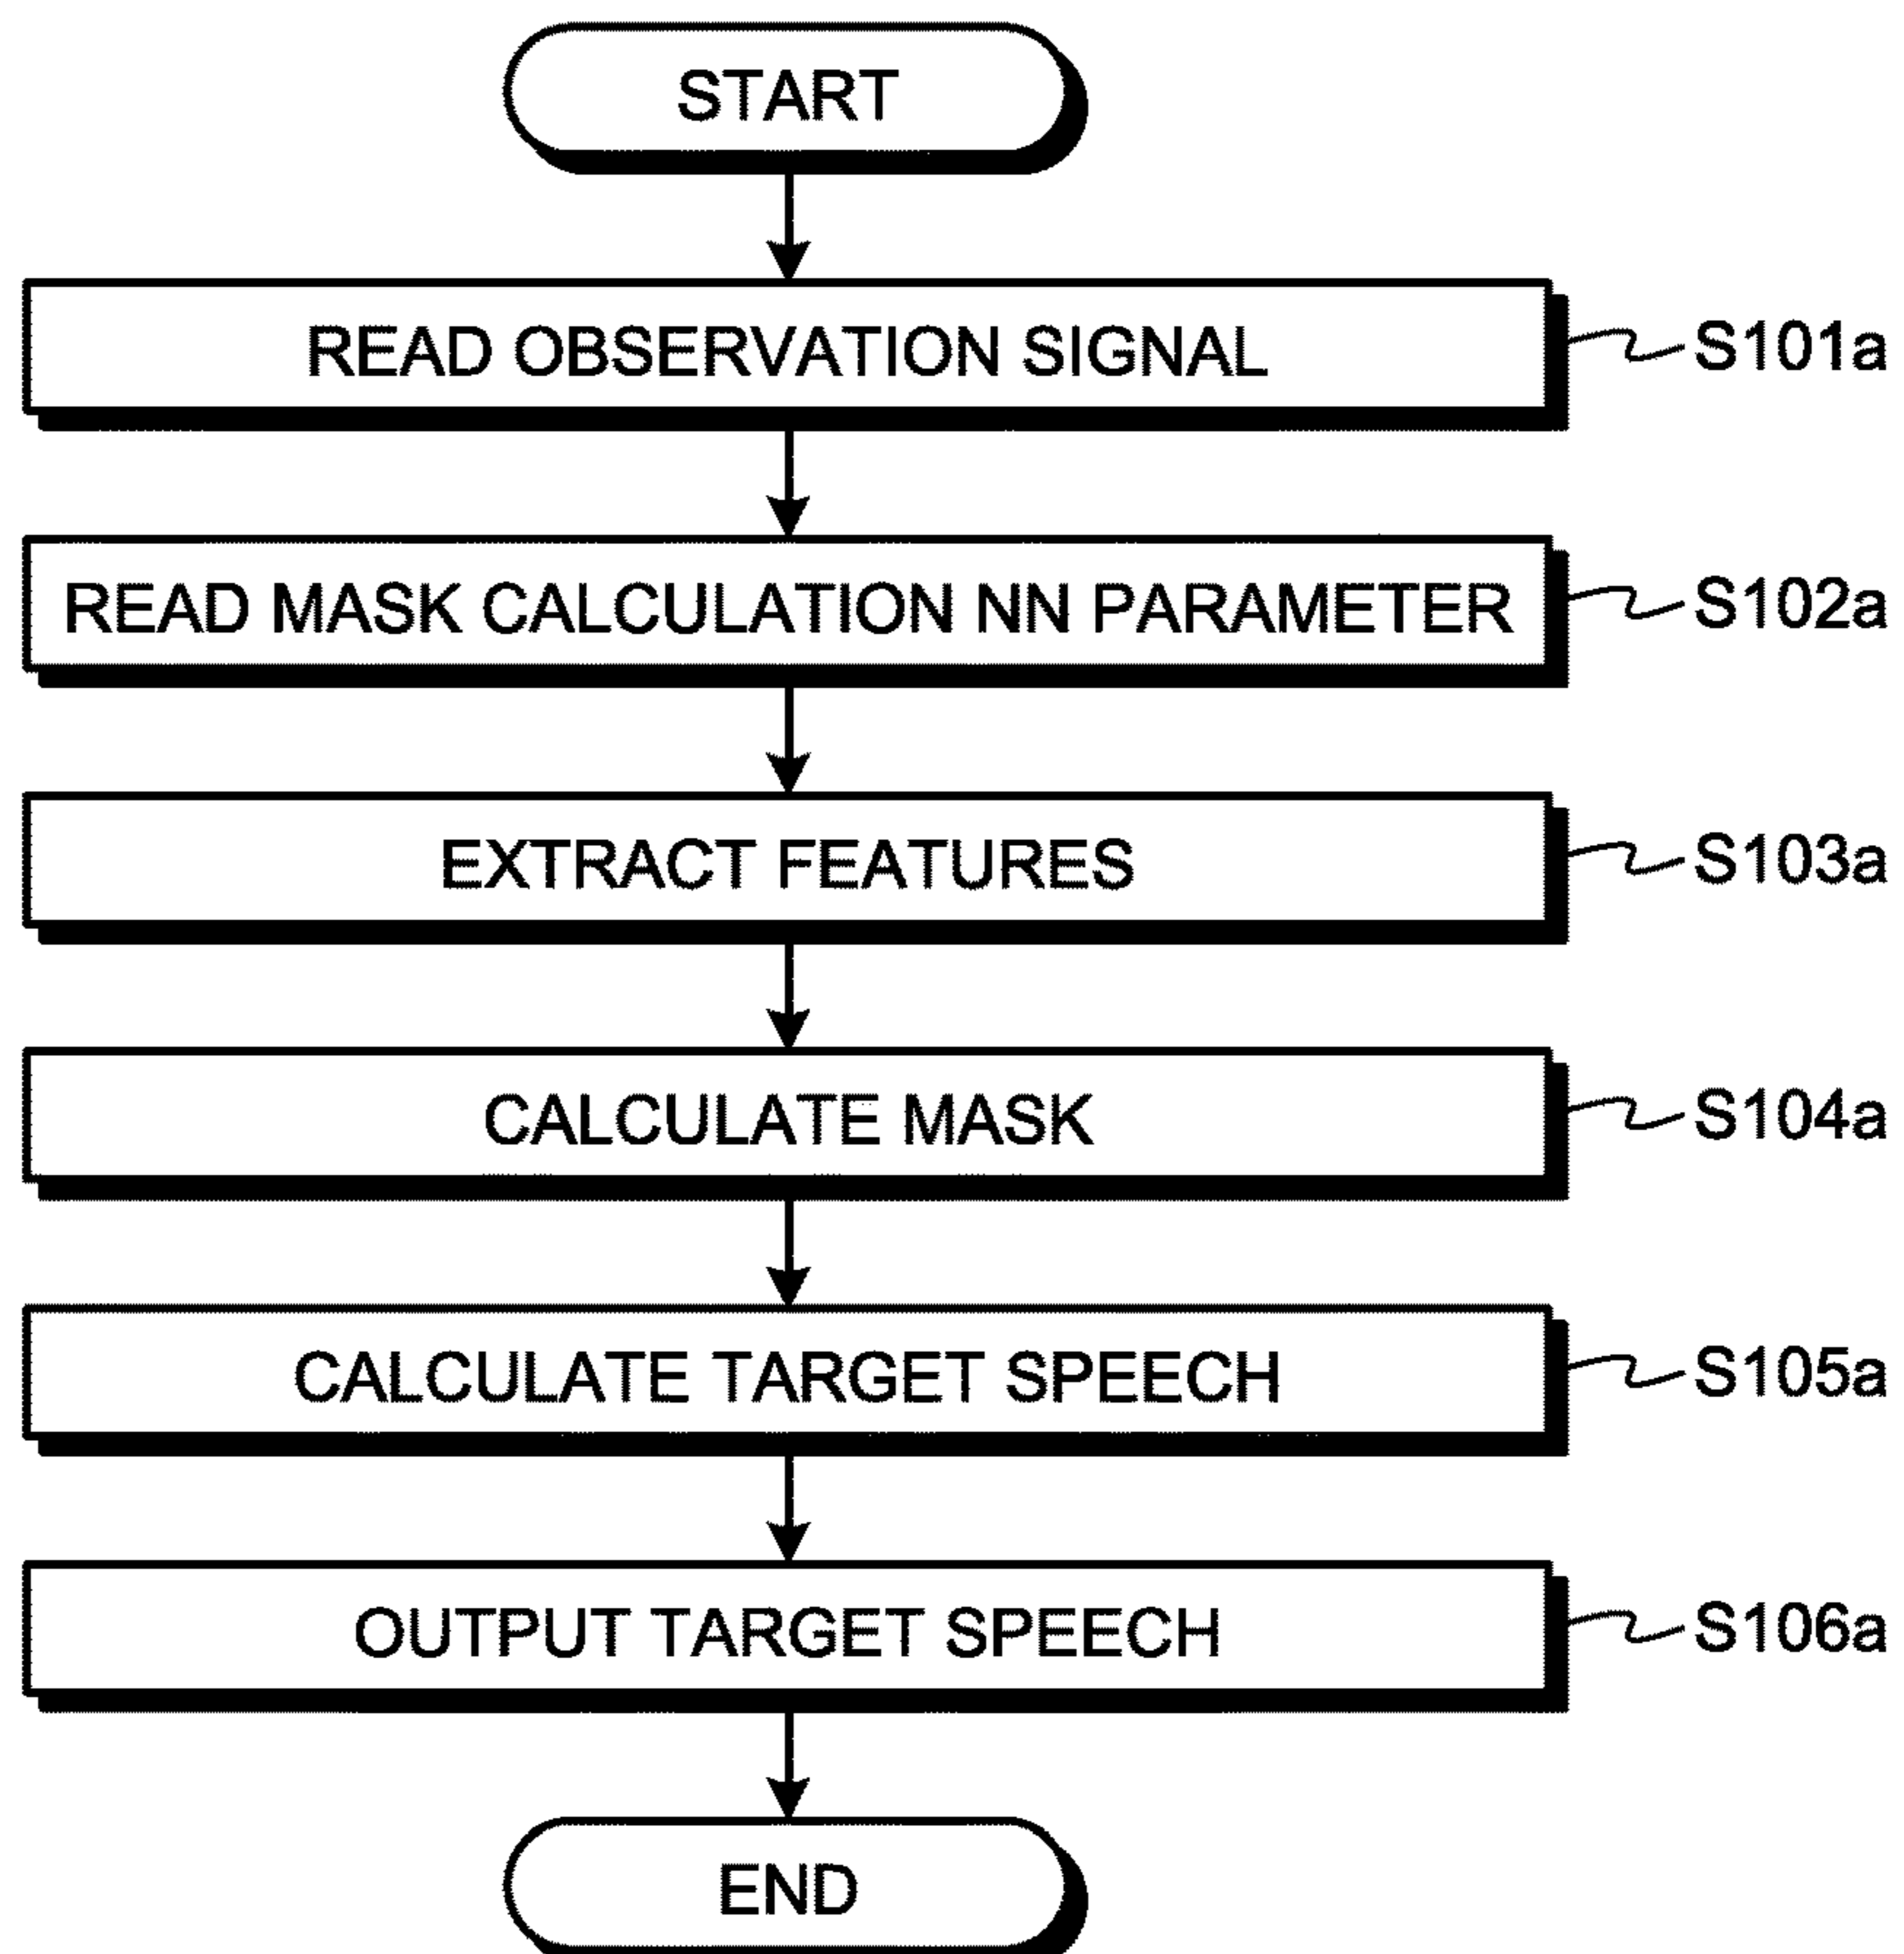 START
READ OBSERVATION SIGNAL
S101a
READ MASK CALCULATION NN PARAMETER
S102a
EXTRACT FEATURES
S103a
CALCULATE MASK
S104a
CALCULATE TARGET SPEECH
S105a
OUTPUT TARGET SPEECH
S106a
END